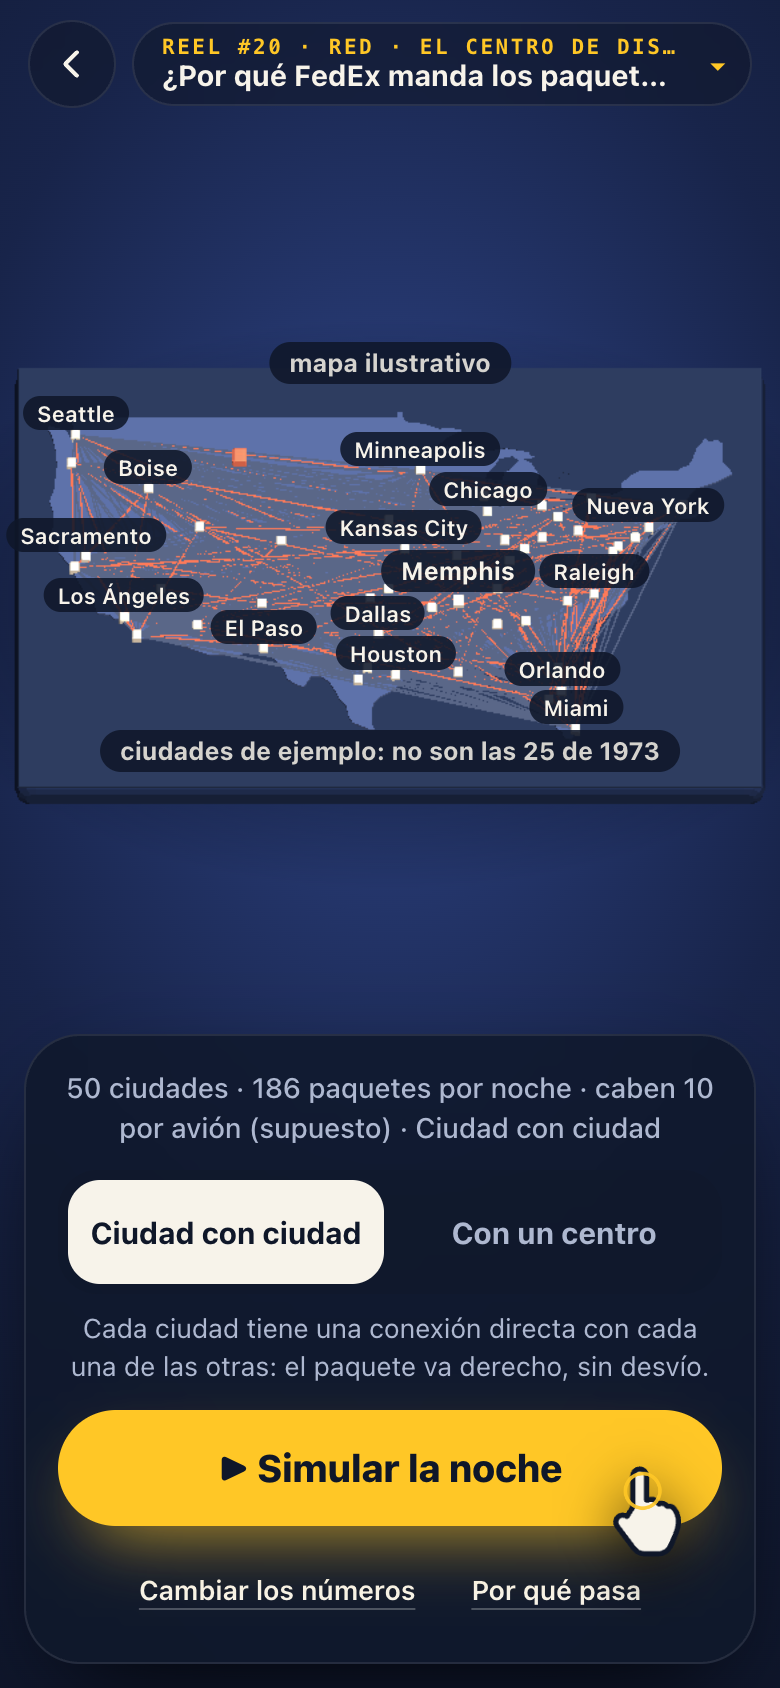 REEL #20 · RED · EL CENTRO DE DIS…
¿Por qué FedEx manda los paquet...
mapa ilustrativo
Seattle
Minneapolis
Boise
Chicago
Nueva York
Sacramento
Kansas City
Memphis
Raleigh
Los Ángeles
Dallas
El Paso
Houston
Orlando
Miami
ciudades de ejemplo: no son las 25 de 1973
50 ciudades · 186 paquetes por noche · caben 10
por avión (supuesto) · Ciudad con ciudad
Ciudad con ciudad
Con un centro
Cada ciudad tiene una conexión directa con cada
una de las otras: el paquete va derecho, sin desvío.
Simular la noche
Cambiar los números
Por qué pasa